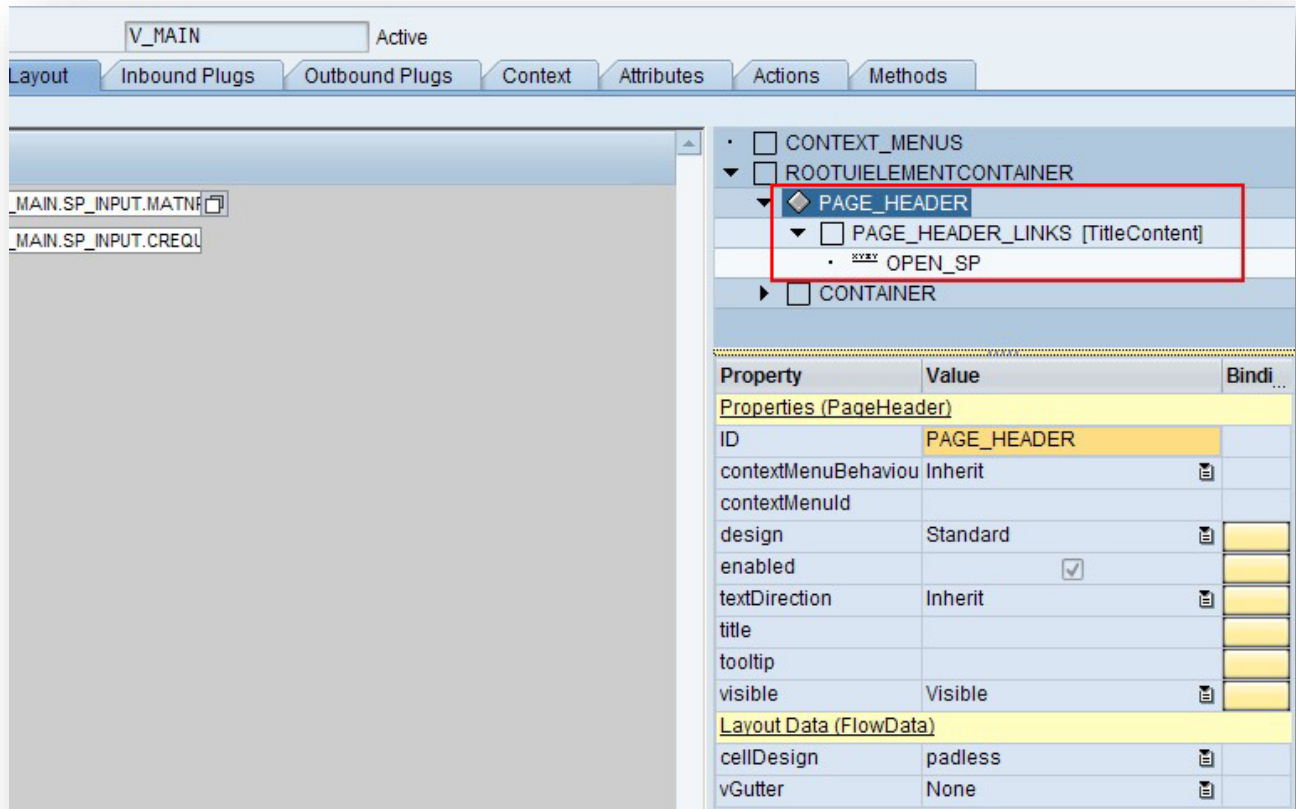 V_MAIN Active
Layout Inbound Plugs Outbound Plugs Context Attributes Actions Methods
CONTEXT_MENUS
ROOTUIELEMENTCONTAINER
_MAIN.SP_INPUT.MATNR
PAGE_HEADER
_MAIN.SP_INPUT.CREQU
PAGE_HEADER_LINKS [TitleContent]
XYZY OPEN_SP
CONTAINER
Property Value Bindi...
Properties (PageHeader)
ID PAGE_HEADER
contextMenuBehaviou Inherit
contextMenuId
design Standard
enabled
textDirection Inherit
title
tooltip
visible Visible
Layout Data (FlowData)
cellDesign padless
vGutter None